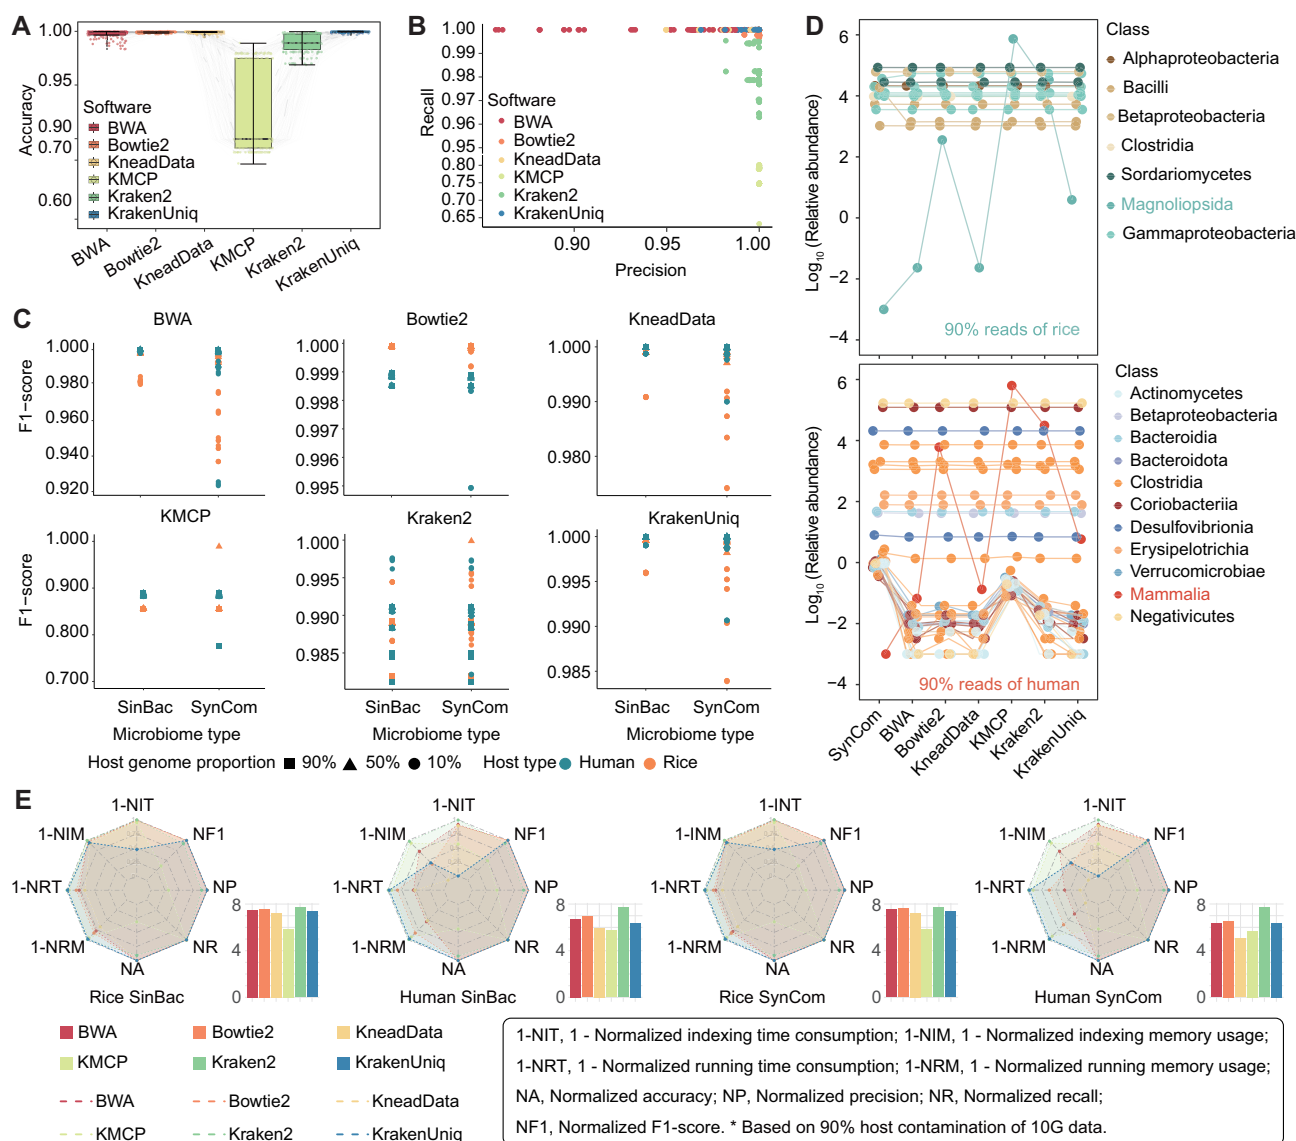 A
1.00
0.95
0.90
0.70
0.60
Accuracy
Software
BWA
Bowtie2
KneadData
KMCP
Kraken2
KrakenUniq
BWA
Bowtie2
KneadData
KMCP
Kraken2
KrakenUniq
B
1.00
0.99
0.98
0.97
0.96
0.95
0.80
0.75
0.70
0.65
Recall
Software
BWA
Bowtie2
KneadData
KMCP
Kraken2
KrakenUniq
0.90
0.95
1.00
Precision
C
BWA
F1−score
1.000
0.980
0.960
0.940
0.920
Bowtie2
1.000
0.999
0.998
0.997
0.996
0.995
KneadData
1.000
0.990
0.980
KMCP
F1−score
1.000
0.900
0.800
0.700
SinBac
SynCom
Microbiome type
Kraken2
1.000
0.995
0.990
0.985
SinBac
SynCom
Microbiome type
KrakenUniq
1.000
0.995
0.990
0.985
SinBac
SynCom
Microbiome type
Host genome proportion 90% 50% 10% Host type Human Rice
D
6
4
2
0
−2
−4
Log10 (Relative abundance)
90% reads of rice
Class
Alphaproteobacteria
Bacilli
Betaproteobacteria
Clostridia
Sordariomycetes
Magnoliopsida
Gammaproteobacteria
6
4
2
0
−2
−4
Log10 (Relative abundance)
90% reads of human
SynCom
BWA
Bowtie2
KneadData
KMCP
Kraken2
KrakenUniq
Class
Actinomycetes
Betaproteobacteria
Bacteroidia
Bacteroidota
Clostridia
Coriobacteriia
Desulfovibrionia
Erysipelotrichia
Verrucomicrobiae
Mammalia
Negativicutes
E
1-NIT
NF1
NP
NR
NA
1-NRM
1-NRT
1-NIM
Rice SinBac
8
4
0
1-NIT
NF1
NP
NR
NA
1-NRM
1-NRT
1-NIM
Human SinBac
8
4
0
1-INT
NF1
NP
NR
NA
1-NRM
1-NRT
1-INM
Rice SynCom
8
4
0
1-NIT
NF1
NP
NR
NA
1-NRM
1-NRT
1-NIM
Human SynCom
8
4
0
BWA
Bowtie2
KneadData
KMCP
Kraken2
KrakenUniq
BWA
Bowtie2
KneadData
KMCP
Kraken2
KrakenUniq
1-NIT, 1 - Normalized indexing time consumption; 1-NIM, 1 - Normalized indexing memory usage;
1-NRT, 1 - Normalized running time consumption; 1-NRM, 1 - Normalized running memory usage;
NA, Normalized accuracy; NP, Normalized precision; NR, Normalized recall;
NF1, Normalized F1-score. * Based on 90% host contamination of 10G data.